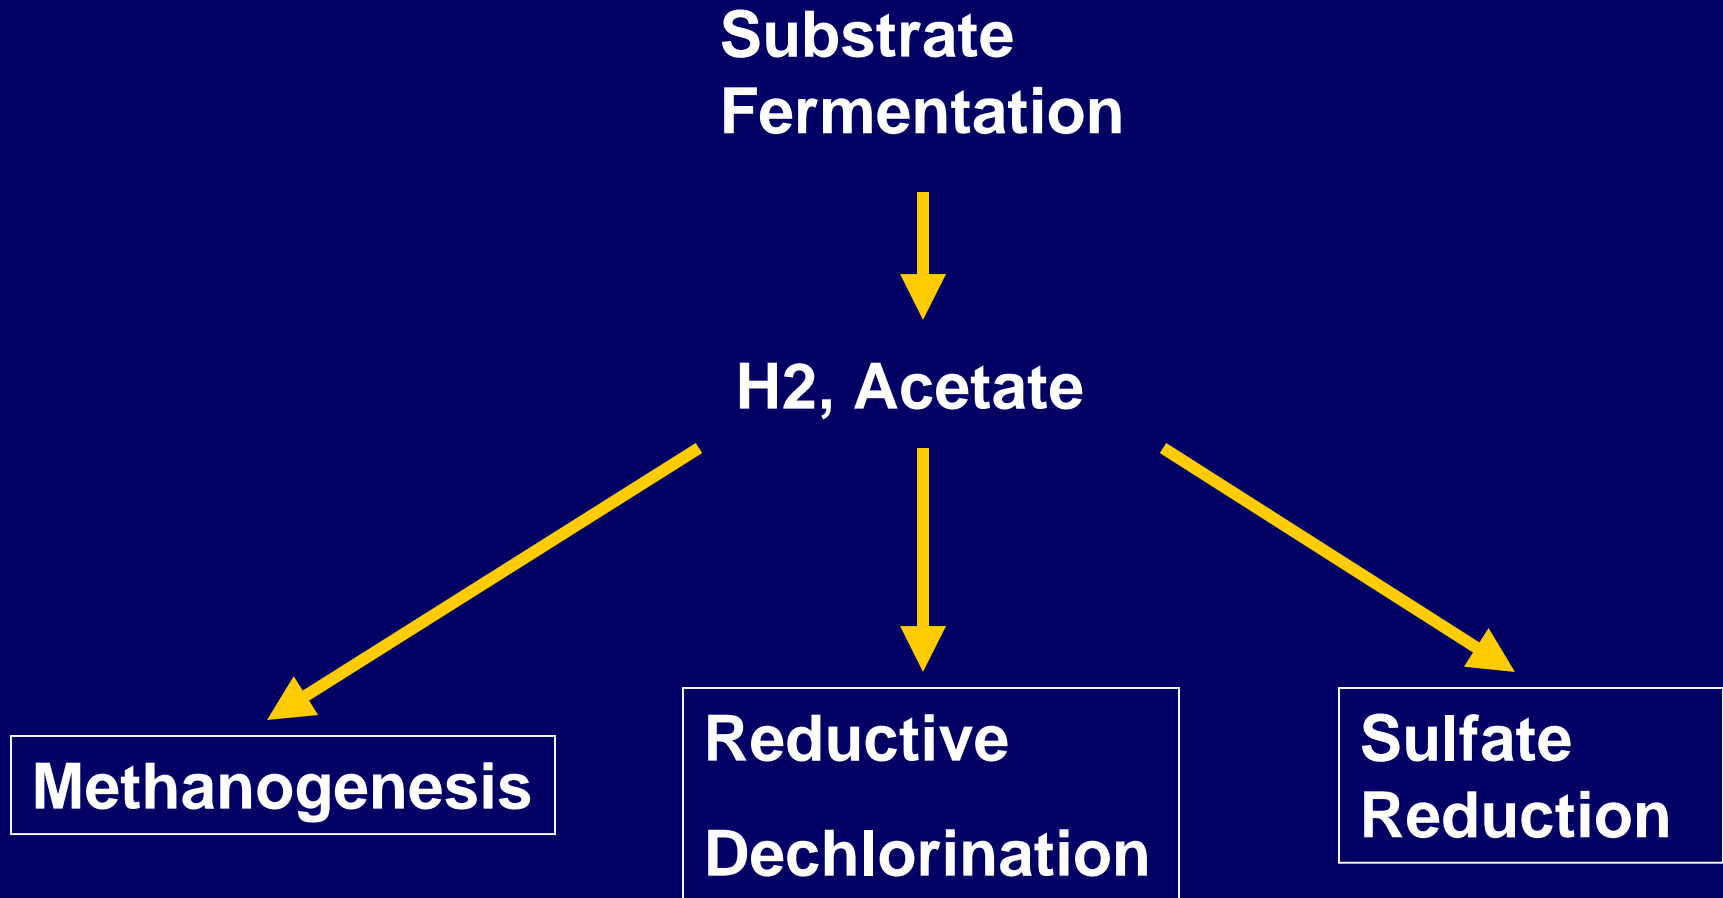 Substrate
Fermentation
H2, Acetate
Methanogenesis
Reductive
Dechlorination
Sulfate
Reduction